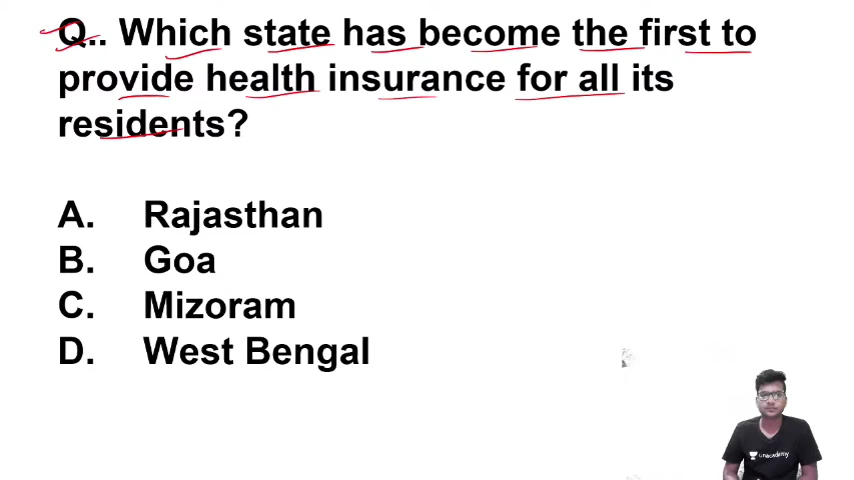 Q.. Which state has become the first to
provide health insurance for all its
residents?
A. Rajasthan
B. Goa
C. Mizoram
D. West Bengal
unacademy